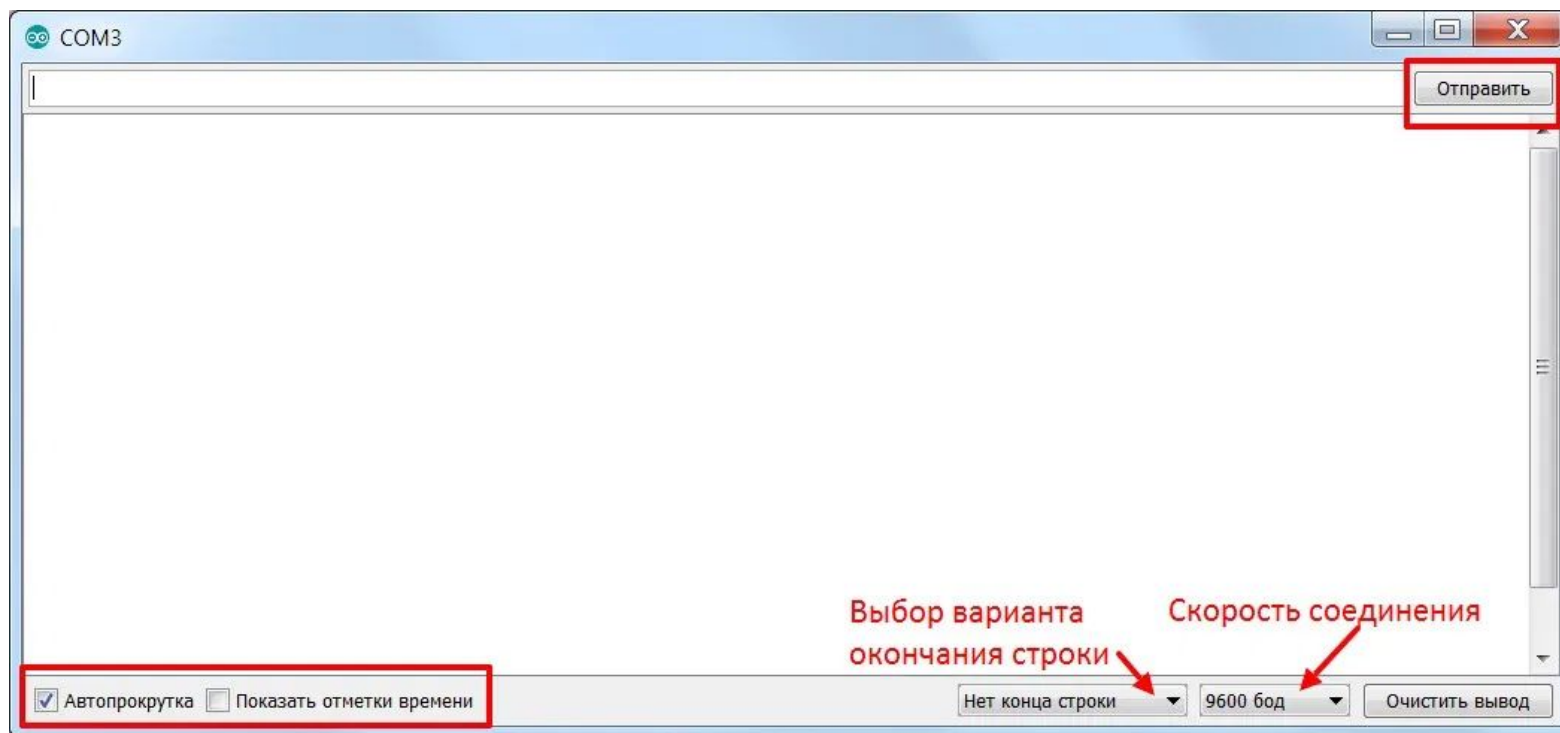 COM3
Отправить
Выбор варианта
окончания строки
Скорость соединения
Автопрокрутка Показать отметки времени
Нет конца строки 9600 бод Очистить вывод